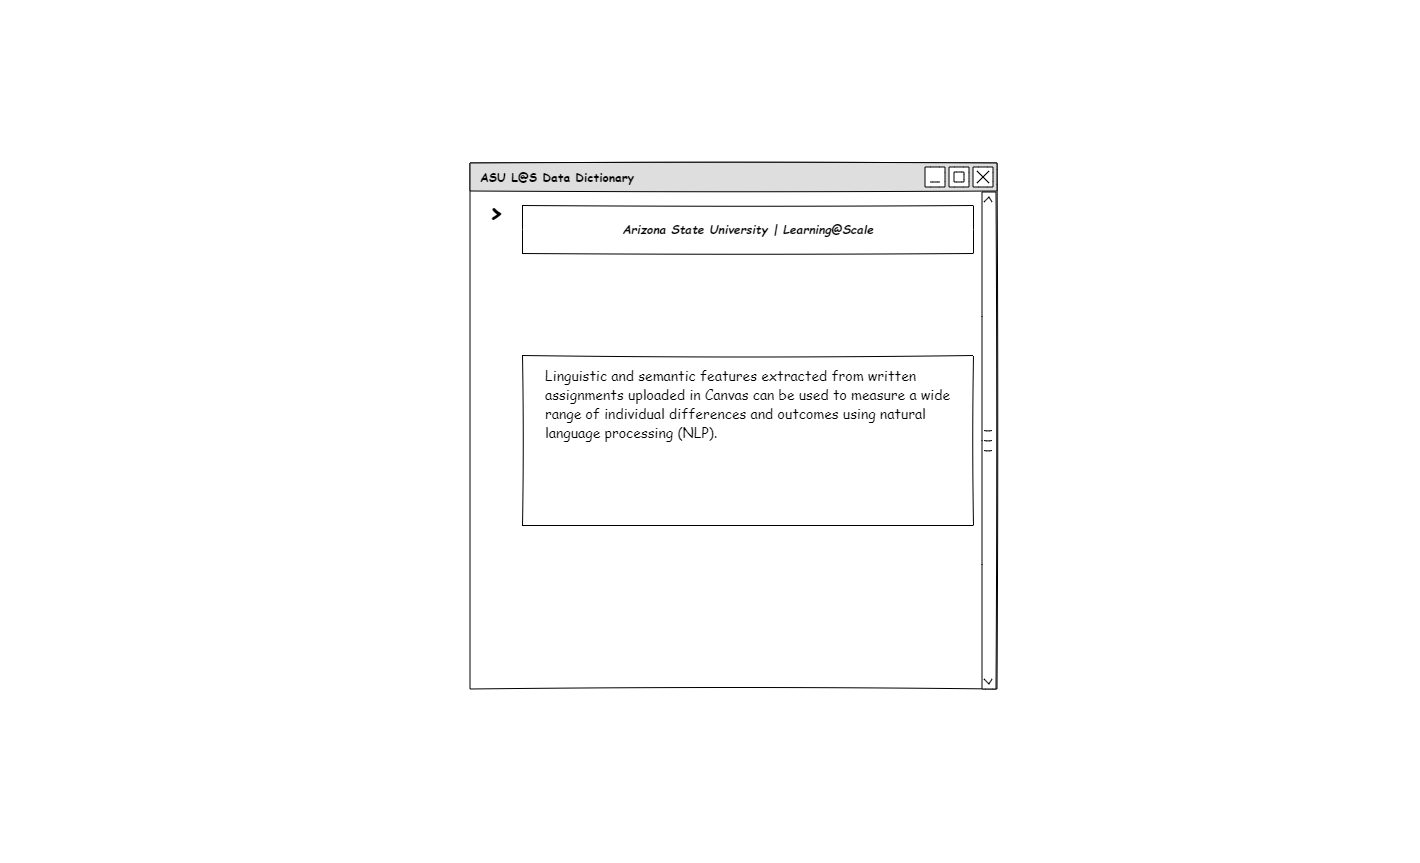 ASU L@S Data Dictionary
Arizona State University | Learning@Scale
Linguistic and semantic features extracted from written
assignments uploaded in Canvas can be used to measure a wide
range of individual differences and outcomes using natural
language processing (NLP).